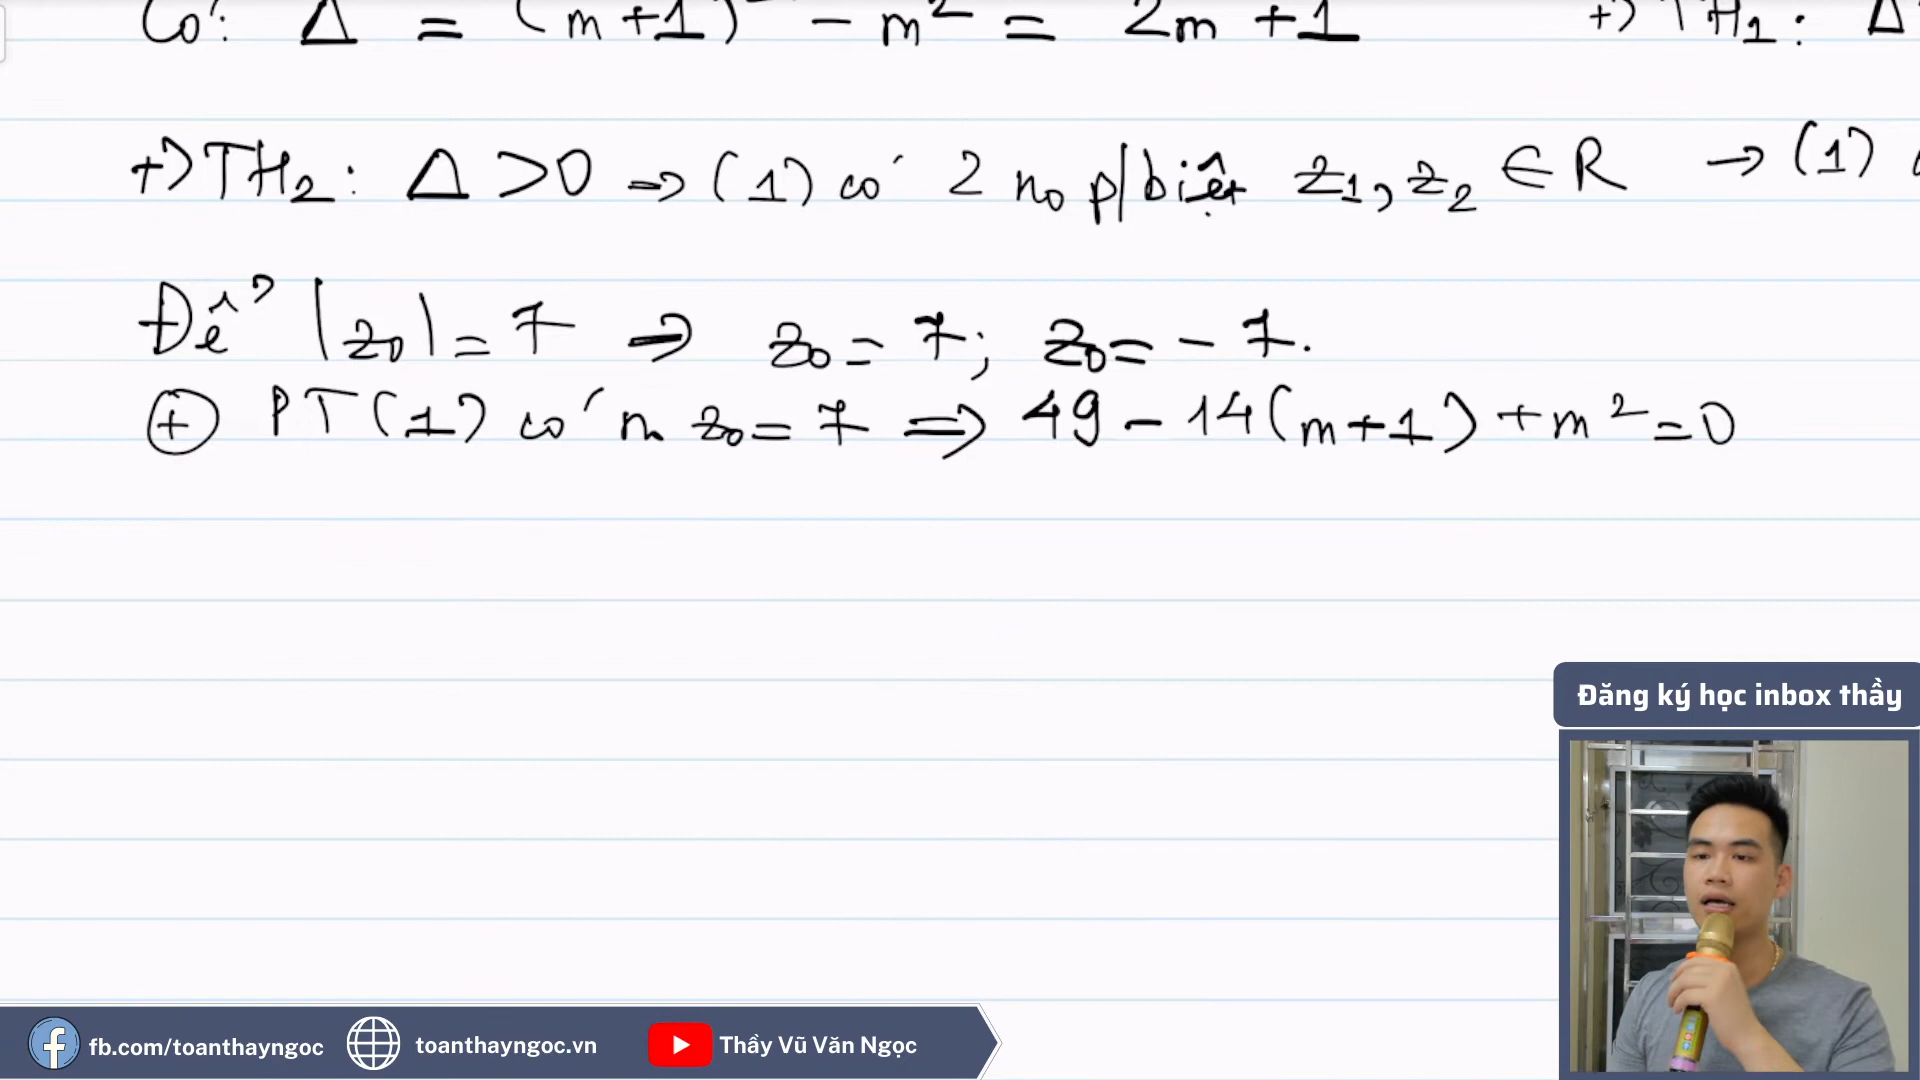 Có: Δ = (m+1)² - m² = 2m + 1 +) TH₁: Δ
+) TH₂: Δ > 0 → (1) có 2 no p/biệt z₁, z₂ ∈ R → (1)
Để |z₀| = 7 → z₀ = 7; z₀ = - 7.
⊕ PT(1) có n z₀ = 7 ⇒ 49 - 14(m+1) + m² = 0
Đăng ký học inbox thầy
fb.com/toanthayngoc toanthayngoc.vn Thầy Vũ Văn Ngọc